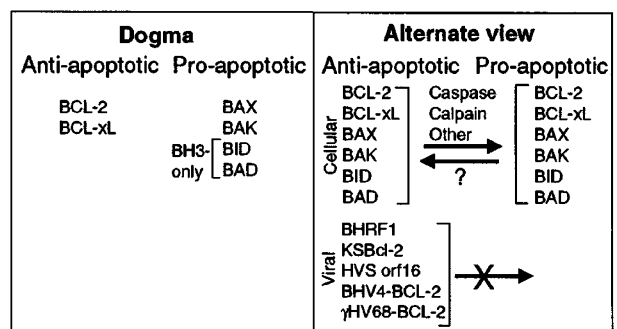 Dogma
Anti-apoptotic Pro-apoptotic
BCL-2 BAX
BCL-xL BAK
BH3- BID
only BAD
Alternate view
Anti-apoptotic Pro-apoptotic
Cellular
BCL-2 Caspase BCL-2
BCL-xL Calpain BCL-xL
BAX Other BAX
BAK BAK
BID ? BID
BAD BAD
Viral
BHRF1
KSBcl-2
HVS orf16
BHV4-BCL-2
γHV68-BCL-2